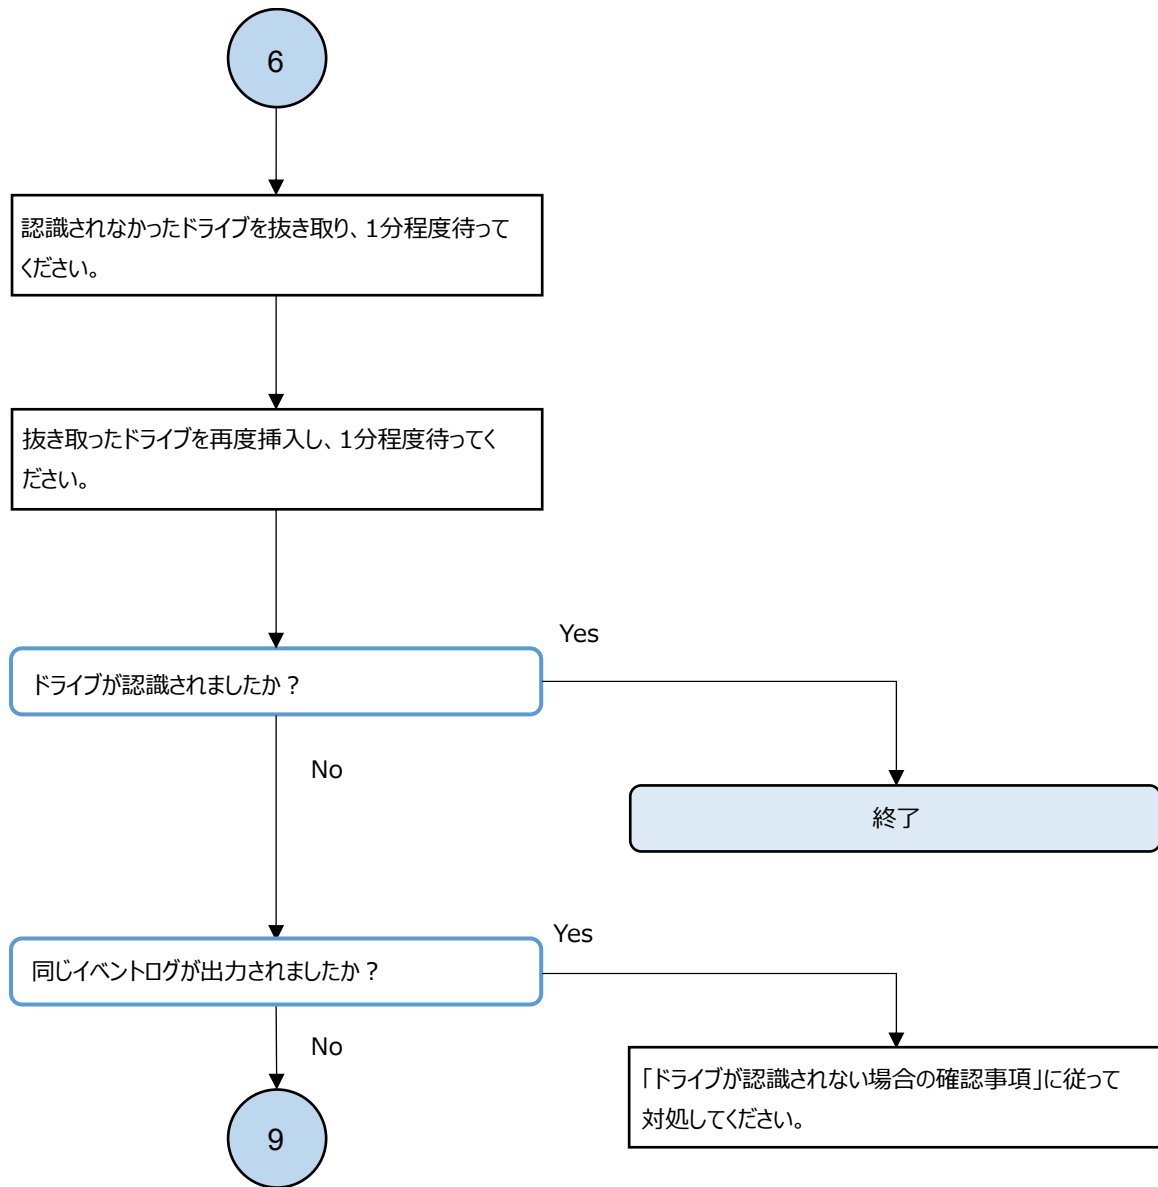 6
認識されなかったドライブを抜き取り、1分程度待って
ください。
抜き取ったドライブを再度挿入し、1分程度待ってく
ださい。
Yes
ドライブが認識されましたか？
No
終了
Yes
同じイベントログが出力されましたか？
No
「ドライブが認識されない場合の確認事項」に従って
対処してください。
9